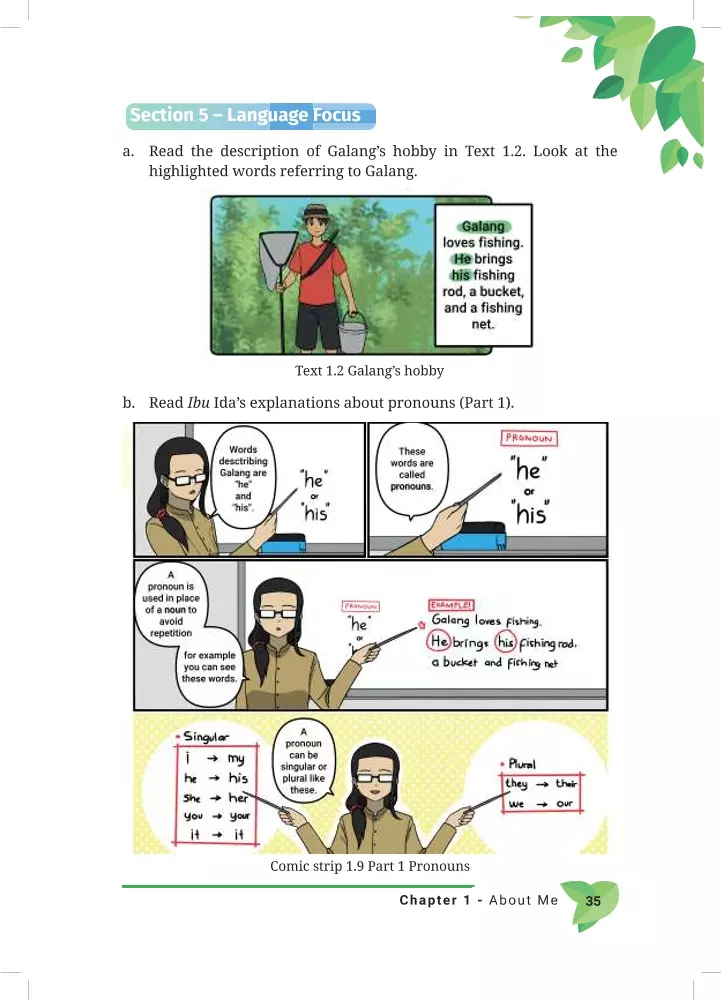 Section 5 – Language Focus
a. Read the description of Galang’s hobby in Text 1.2. Look at the
highlighted words referring to Galang.
Galang
loves fishing.
He brings
his fishing
rod, a bucket,
and a fishing
net.
Text 1.2 Galang’s hobby
b. Read Ibu Ida’s explanations about pronouns (Part 1).
Words
desctribing
Galang are
"he"
and
"his".
"he"
or
"his"
These
words are
called
pronouns.
PRONOUN
"he"
or
"his"
A
pronoun is
used in place
of a noun to
avoid
repetition
for example
you can see
these words.
PRONOUN
"he"
or
EXAMPLE!
Galang loves fishing.
He brings his fishing rod.
a bucket and fishing net
• Singular
i → my
he → his
she → her
you → your
it → it
A
pronoun
can be
singular or
plural like
these.
• Plural
they → their
we → our
Comic strip 1.9 Part 1 Pronouns
Chapter 1 - About Me 35